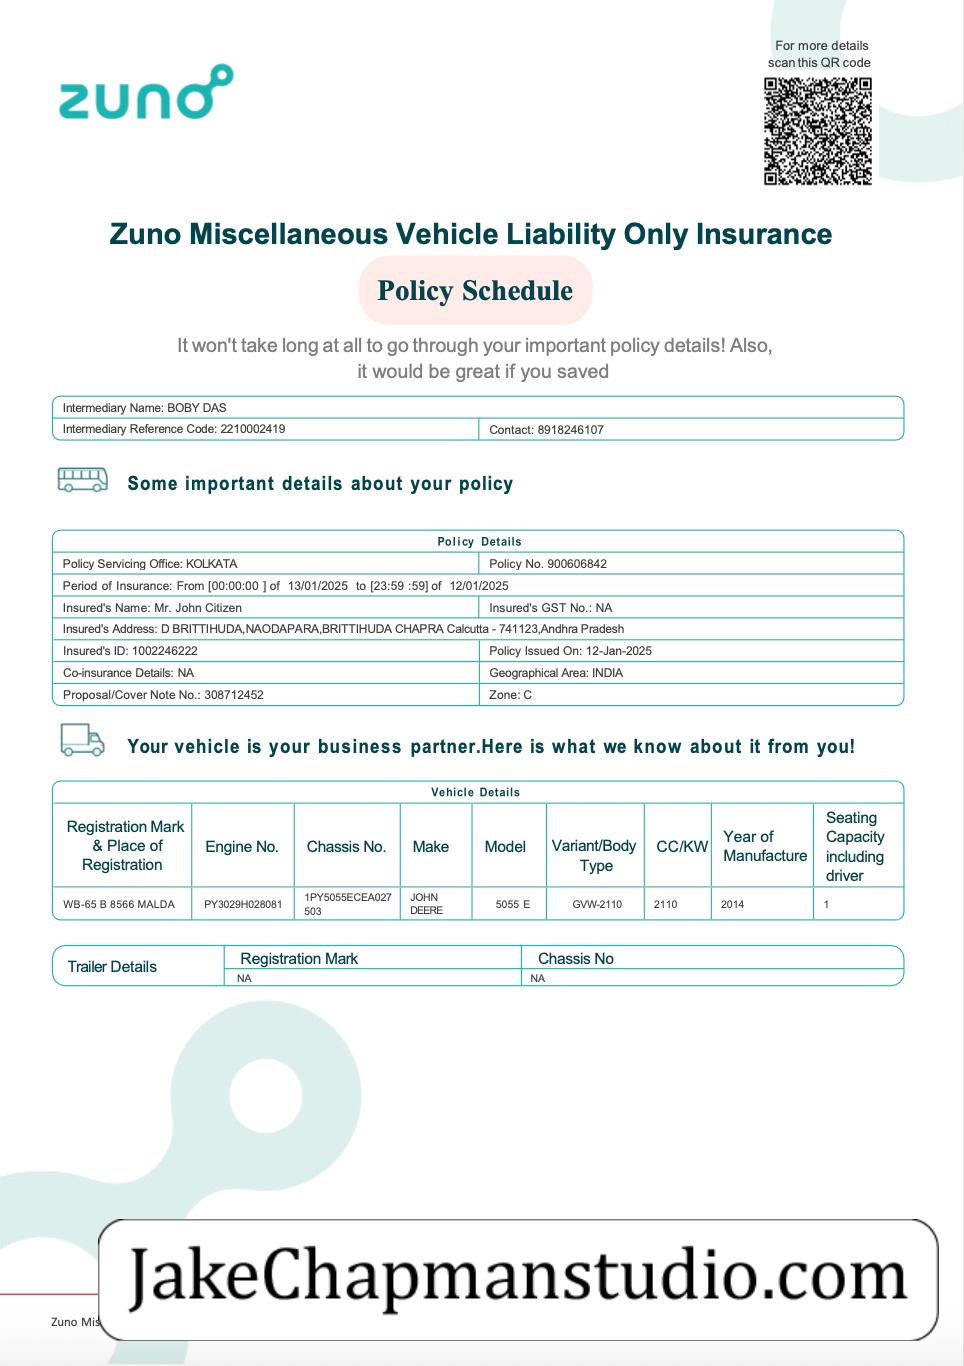 For more details
scan this QR code
zuno
Zuno Miscellaneous Vehicle Liability Only Insurance
Policy Schedule
It won't take long at all to go through your important policy details! Also,
it would be great if you saved
Intermediary Name: BOBY DAS
Intermediary Reference Code: 2210002419 Contact: 8918246107
Some important details about your policy
Policy Details
Policy Servicing Office: KOLKATA Policy No. 900606842
Period of Insurance: From [00:00:00 ] of 13/01/2025 to [23:59 :59] of 12/01/2025
Insured's Name: Mr. John Citizen Insured's GST No.: NA
Insured's Address: D BRITTIHUDA,NAODAPARA,BRITTIHUDA CHAPRA Calcutta - 741123,Andhra Pradesh
Insured's ID: 1002246222 Policy Issued On: 12-Jan-2025
Co-insurance Details: NA Geographical Area: INDIA
Proposal/Cover Note No.: 308712452 Zone: C
Your vehicle is your business partner.Here is what we know about it from you!
Vehicle Details
Registration Mark & Place of Registration Engine No. Chassis No. Make Model Variant/Body Type CC/KW Year of Manufacture Seating Capacity including driver
WB-65 B 8566 MALDA PY3029H028081 1PY5055ECEA027503 JOHN DEERE 5055 E GVW-2110 2110 2014 1
Trailer Details Registration Mark Chassis No
NA NA
JakeChapmanstudio.com
Zuno Mis